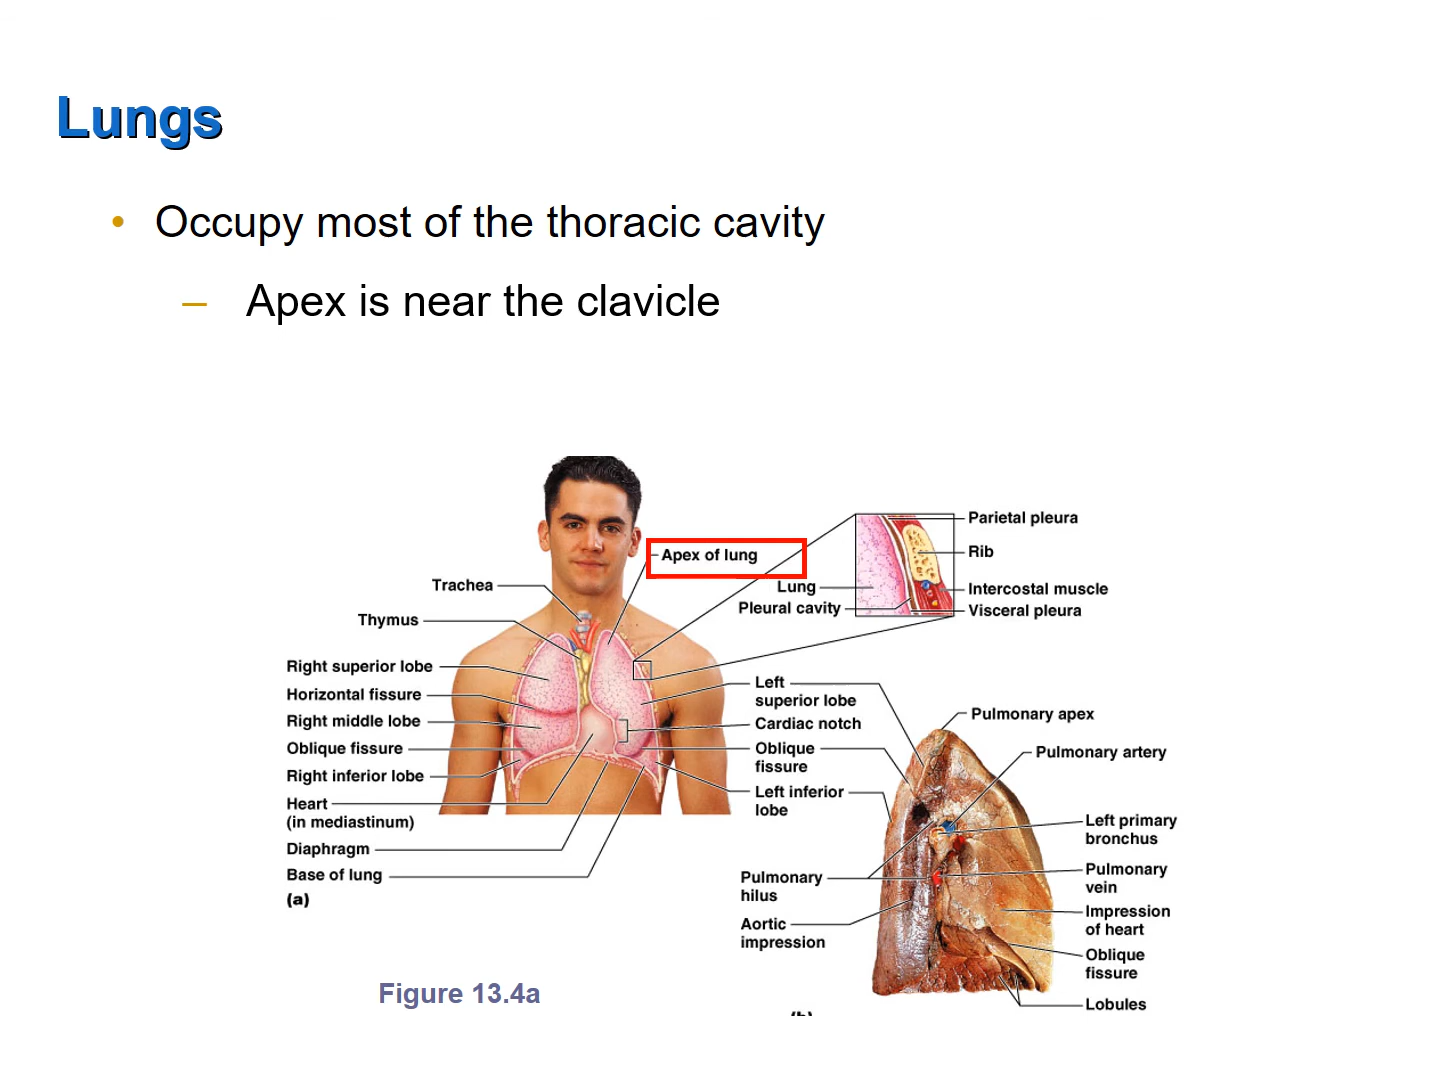 Lungs
• Occupy most of the thoracic cavity
– Apex is near the clavicle
Apex of lung
Trachea
Thymus
Right superior lobe
Horizontal fissure
Right middle lobe
Oblique fissure
Right inferior lobe
Heart
(in mediastinum)
Diaphragm
Base of lung
(a)
Lung
Pleural cavity
Parietal pleura
Rib
Intercostal muscle
Visceral pleura
Left
superior lobe
Cardiac notch
Oblique
fissure
Left inferior
lobe
Pulmonary
hilus
Aortic
impression
Pulmonary apex
Pulmonary artery
Left primary
bronchus
Pulmonary
vein
Impression
of heart
Oblique
fissure
Lobules
Figure 13.4a